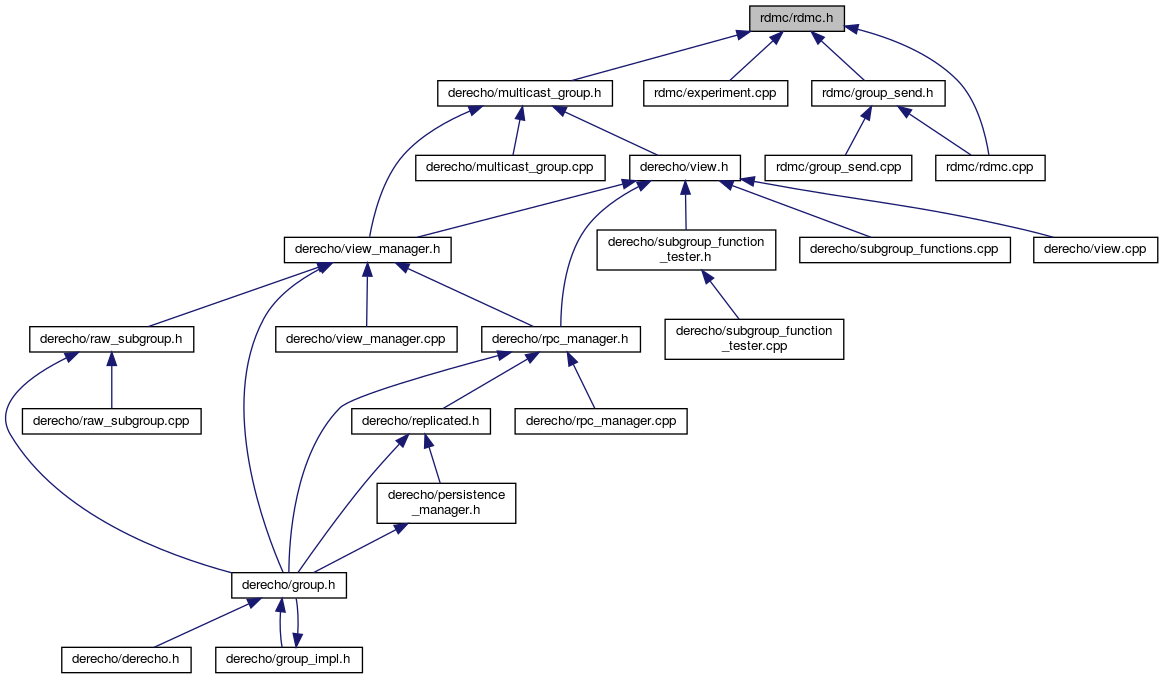 rdmc/rdmc.h
derecho/multicast_group.h
rdmc/experiment.cpp
rdmc/group_send.h
derecho/multicast_group.cpp
derecho/view.h
rdmc/group_send.cpp
rdmc/rdmc.cpp
derecho/view_manager.h
derecho/subgroup_function
_tester.h
derecho/subgroup_functions.cpp
derecho/view.cpp
derecho/raw_subgroup.h
derecho/view_manager.cpp
derecho/rpc_manager.h
derecho/subgroup_function
_tester.cpp
derecho/raw_subgroup.cpp
derecho/replicated.h
derecho/rpc_manager.cpp
derecho/persistence
_manager.h
derecho/group.h
derecho/derecho.h
derecho/group_impl.h